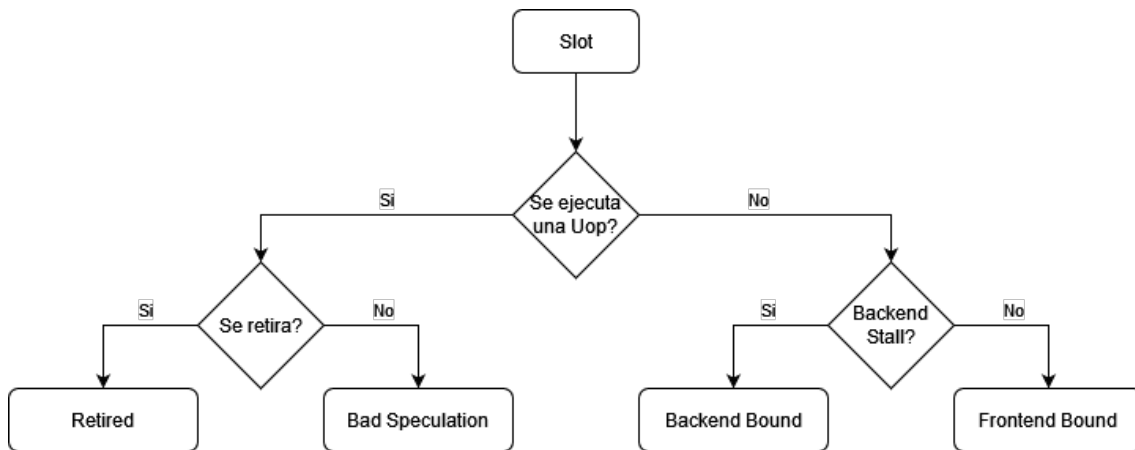 Slot
Se ejecuta
una Uop?
Si
No
Se retira?
Backend
Stall?
Si
No
Si
No
Retired
Bad Speculation
Backend Bound
Frontend Bound